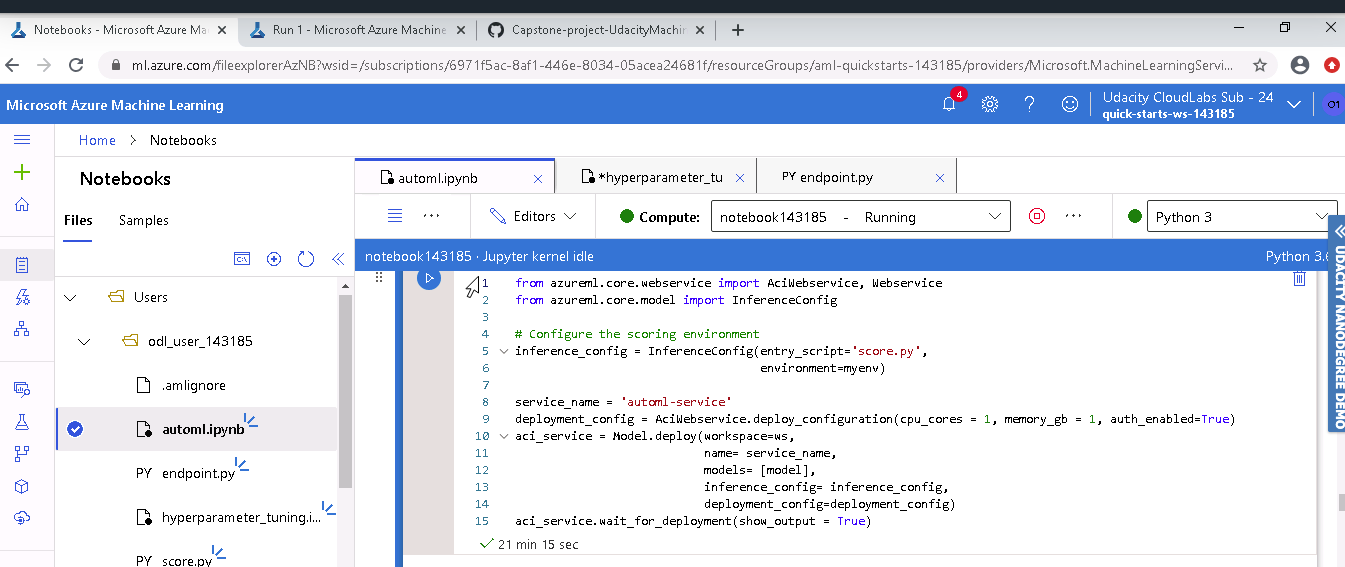 Notebooks - Microsoft Azure Ma
Run 1 - Microsoft Azure Machine
Capstone-project-UdacityMachin
ml.azure.com/fileexplorerAzNB?wsid=/subscriptions/6971f5ac-8af1-446e-8034-05acea24681f/resourceGroups/aml-quickstarts-143185/providers/Microsoft.MachineLearningServ...
Microsoft Azure Machine Learning
4
Udacity CloudLabs Sub - 24
quick-starts-ws-143185
O1
Home > Notebooks
Notebooks
Files
Samples
Users
odl_user_143185
.amlignore
automl.ipynb
PY endpoint.py
hyperparameter_tuning.i...
PY score.py
automl.ipynb
*hyperparameter_tu
PY endpoint.py
Editors
Compute:
notebook143185 - Running
Python 3
notebook143185 · Jupyter kernel idle
Python 3.6
1 from azureml.core.webservice import AciWebservice, Webservice
2 from azureml.core.model import InferenceConfig
3
4 # Configure the scoring environment
5 inference_config = InferenceConfig(entry_script='score.py',
6 environment=myenv)
7
8 service_name = 'automl-service'
9 deployment_config = AciWebservice.deploy_configuration(cpu_cores = 1, memory_gb = 1, auth_enabled=True)
10 aci_service = Model.deploy(workspace=ws,
11 name= service_name,
12 models= [model],
13 inference_config= inference_config,
14 deployment_config=deployment_config)
15 aci_service.wait_for_deployment(show_output = True)
21 min 15 sec
UDACITY NANODEGREE DEMO